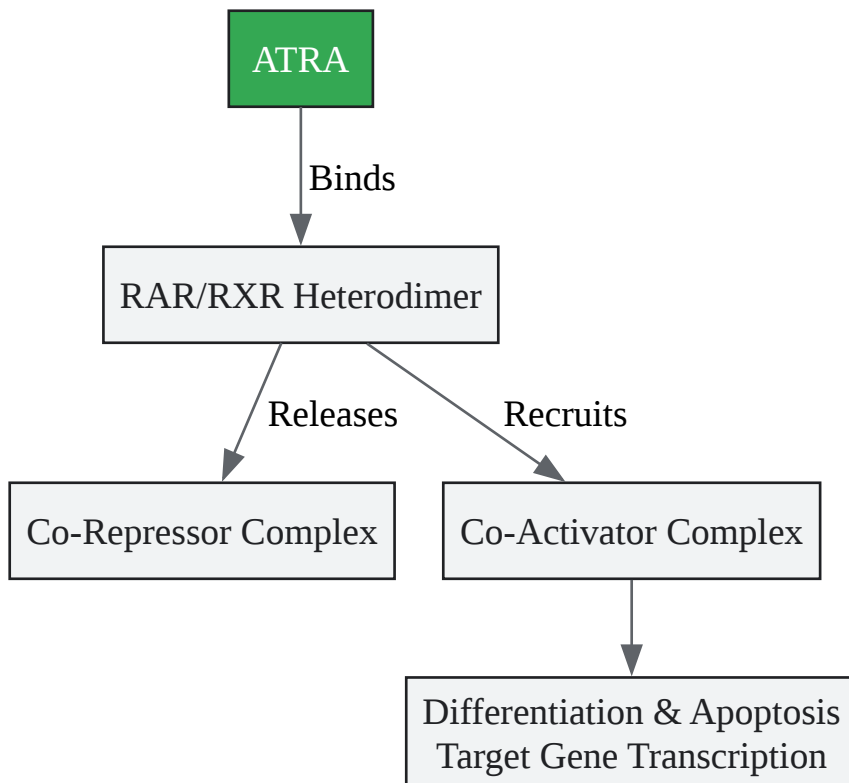 ATRA
Binds
RAR/RXR Heterodimer
Releases
Recruits
Co-Repressor Complex
Co-Activator Complex
Differentiation & Apoptosis
Target Gene Transcription